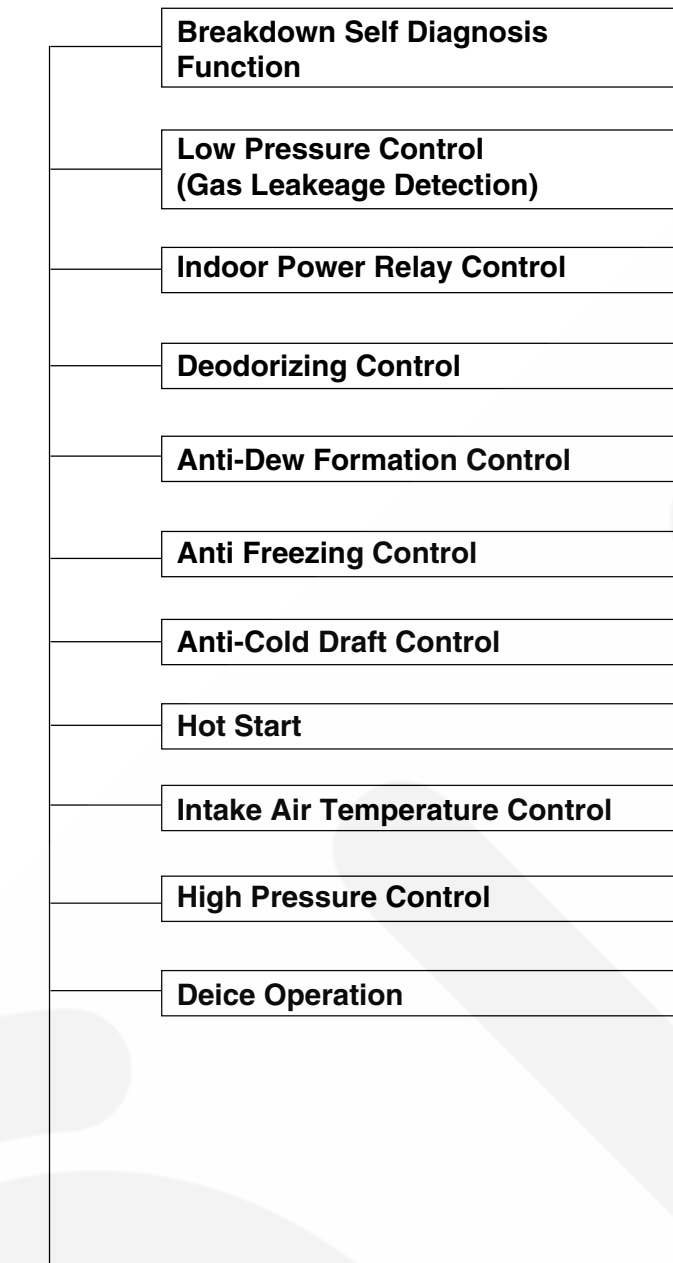 Breakdown Self Diagnosis
Function
Low Pressure Control
(Gas Leakeage Detection)
Indoor Power Relay Control
Deodorizing Control
Anti-Dew Formation Control
Anti Freezing Control
Anti-Cold Draft Control
Hot Start
Intake Air Temperature Control
High Pressure Control
Deice Operation